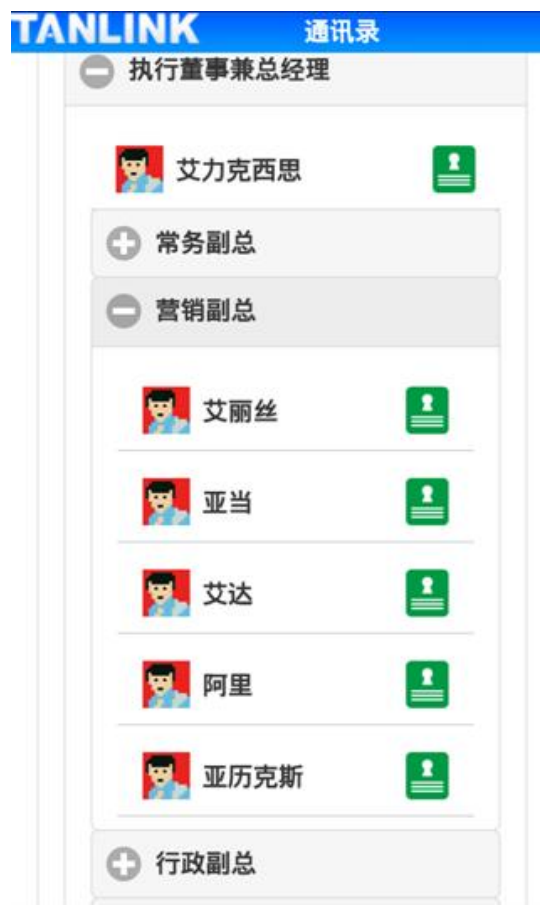 TANLINK 通讯录
执行董事兼总经理
艾力克西思
常务副总
营销副总
艾丽丝
亚当
艾达
阿里
亚历克斯
行政副总